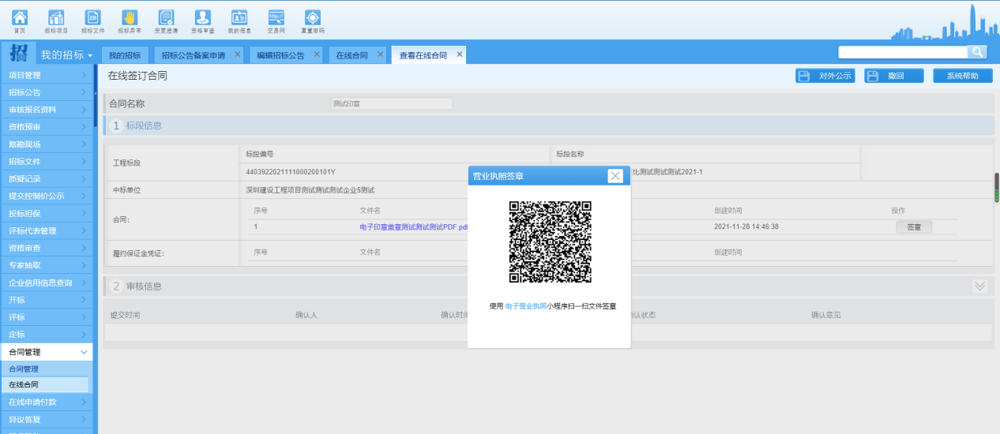 首页 招标项目 招标文件 招标异常 变更澄清 资格审查 我的信息 交易网 重置密码
招 我的招标 我的招标 招标公告备案申请 编辑招标公告 在线合同 查看在线合同
项目管理
招标公告
审核报名资料
资格预审
踏勘现场
招标文件
质疑记录
提交控制价公示
投标担保
评标代表管理
资格审查
专家抽取
企业信用信息查询
开标
评标
定标
合同管理
合同管理
在线合同
在线申请付款
异议答复
在线签订合同 对外公示 撤回 系统帮助
合同名称 测试印章
1 标段信息
工程标段 标段编号 标段名称
4403922021111000200101Y 比测试测试测试2021-1
中标单位 深圳建设工程项目测试测试测试企业5测试
合同: 序号 文件名 创建时间 操作
1 电子印章盖章测试测试测试PDF.pdf 2021-11-28 14:46:38 签章
履约保证金凭证: 序号 文件名 创建时间
2 审核信息
提交时间 确认人 确认时间 确认状态 确认意见
营业执照签章
使用 电子营业执照小程序扫一扫文件签章